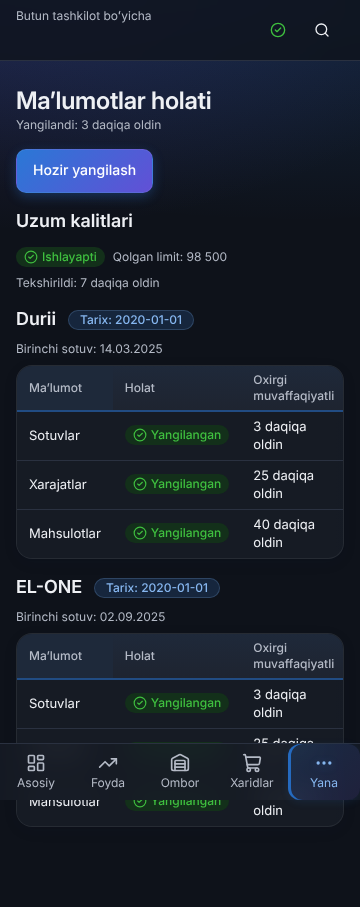 Butun tashkilot bo‘yicha
Ma’lumotlar holati
Yangilandi: 3 daqiqa oldin
Hozir yangilash
Uzum kalitlari
Ishlayapti Qolgan limit: 98 500
Tekshirildi: 7 daqiqa oldin
Durii Tarix: 2020-01-01
Birinchi sotuv: 14.03.2025
Ma’lumot Holat Oxirgi
muvaffaqiyatli
Sotuvlar Yangilangan 3 daqiqa
oldin
Xarajatlar Yangilangan 25 daqiqa
oldin
Mahsulotlar Yangilangan 40 daqiqa
oldin
EL-ONE Tarix: 2020-01-01
Birinchi sotuv: 02.09.2025
Ma’lumot Holat Oxirgi
muvaffaqiyatli
Sotuvlar Yangilangan 3 daqiqa
oldin
25 daqiqa
Asosiy Foyda Ombor Xaridlar Yana
Mahsulotlar Yangilangan oldin